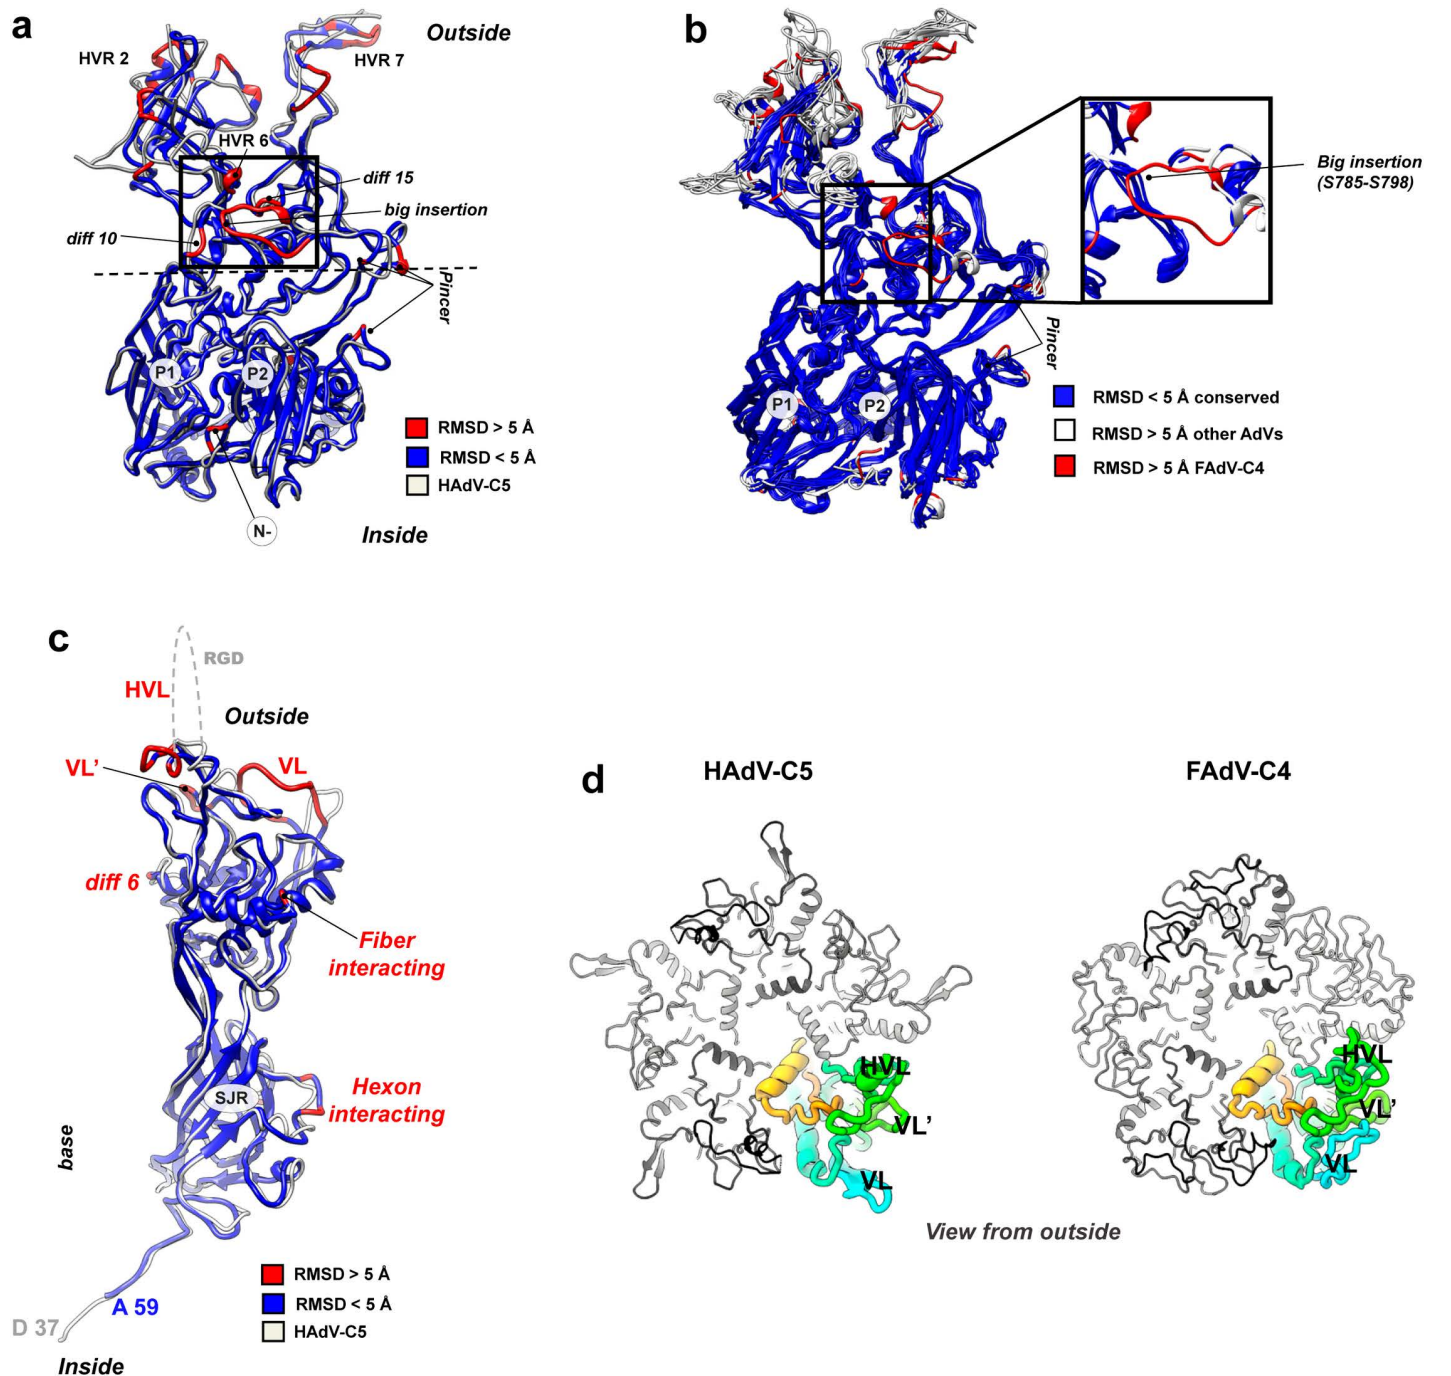 a
Outside
HVR 2
HVR 7
HVR 6
diff 15
big insertion
diff 10
Pincer
P1
P2
RMSD > 5 Å
RMSD < 5 Å
HAdV-C5
N-
Inside
b
Big insertion
(S785-S798)
Pincer
P1
P2
RMSD < 5 Å conserved
RMSD > 5 Å other AdVs
RMSD > 5 Å FAdV-C4
c
RGD
HVL
Outside
VL’
VL
diff 6
Fiber
interacting
SJR
Hexon
interacting
base
RMSD > 5 Å
RMSD < 5 Å
HAdV-C5
A 59
D 37
Inside
d
HAdV-C5
FAdV-C4
HVL
VL’
VL
HVL
VL’
VL
View from outside